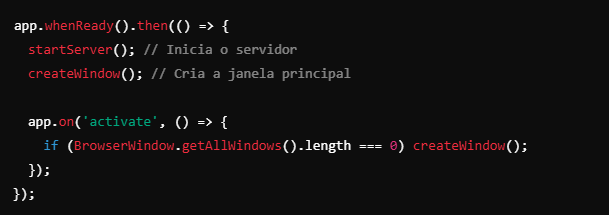 app.whenReady().then(() => {
  startServer(); // Inicia o servidor
  createWindow(); // Cria a janela principal

  app.on('activate', () => {
    if (BrowserWindow.getAllWindows().length === 0) createWindow();
  });
});